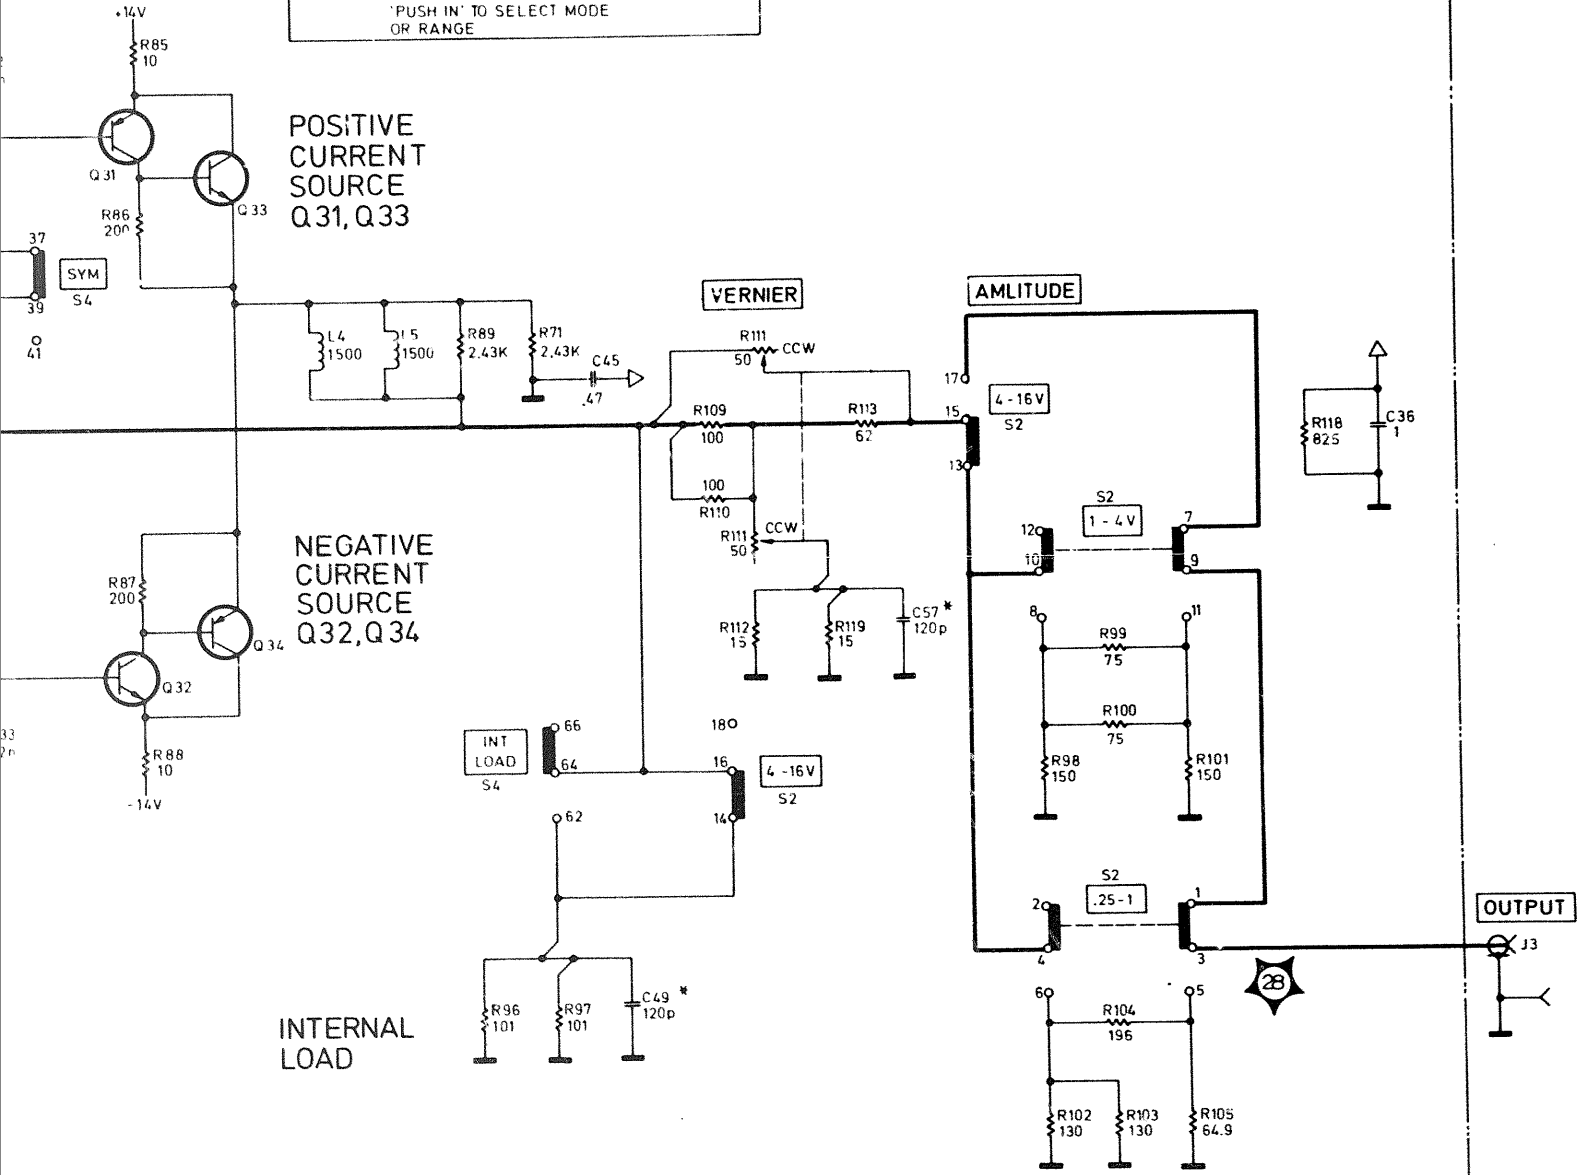 'PUSH IN' TO SELECT MODE
OR RANGE
+14V
R85
10
Q31
R86
Q33
POSITIVE
CURRENT
SOURCE
Q31,Q33
37
SYM
S4
39
41
L4
1500
L5
1500
R89
2,43K
R71
2,43K
C45
.47
VERNIER
R111
50
CCW
R109
100
R113
62
100
R110
R111
50
CCW
R112
15
R119
15
C57 *
120p
AMLITUDE
17
15
4-16V
S2
13
S2
1-4V
12
10
7
9
8
11
R99
75
R100
75
R98
150
R101
150
R118
825
C36
1
NEGATIVE
CURRENT
SOURCE
Q32,Q34
R87
200
Q34
Q32
33
R88
10
-14V
INT
LOAD
S4
66
64
62
18
16
4-16V
S2
14
R96
101
R97
101
C49 *
120p
INTERNAL
LOAD
S2
.25-1
2
4
1
3
28
6
5
R104
196
R102
130
R103
130
R105
64.9
OUTPUT
J3